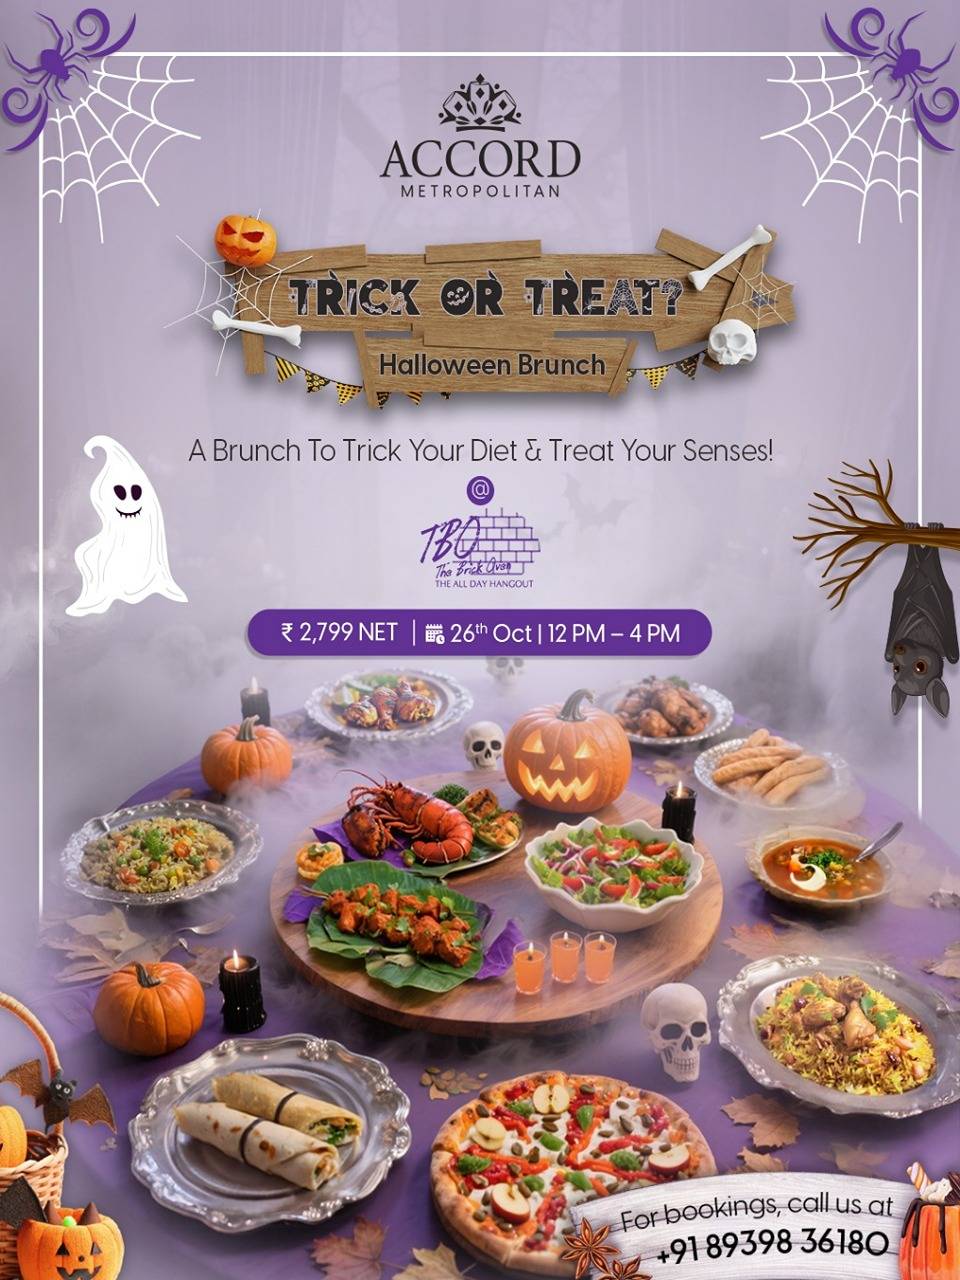 ACCORD
METROPOLITAN
TRICK OR TREAT?
Halloween Brunch
A Brunch To Trick Your Diet & Treat Your Senses!
@
TBO
The Brick Oven
THE ALL DAY HANGOUT
₹ 2,799 NET | 26th Oct | 12 PM – 4 PM
For bookings, call us at
+91 89398 36180